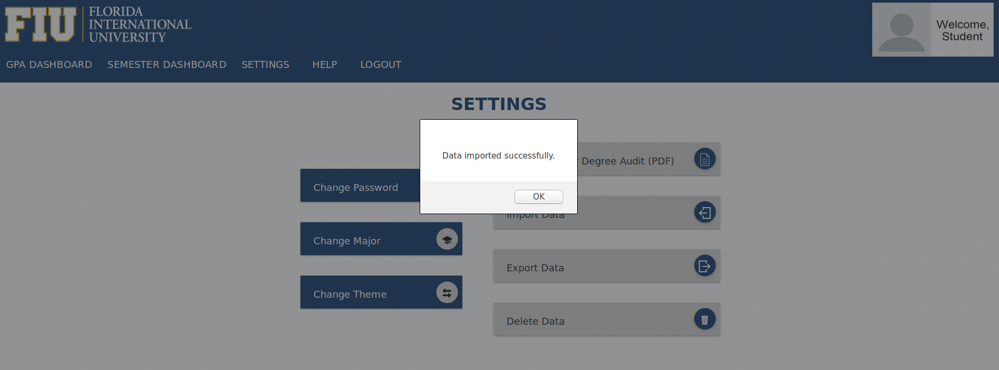 FIU
FLORIDA
INTERNATIONAL
UNIVERSITY
Welcome,
Student
GPA DASHBOARD SEMESTER DASHBOARD SETTINGS HELP LOGOUT
SETTINGS
Data imported successfully.
OK
Change Password
Change Major
Change Theme
Degree Audit (PDF)
Import Data
Export Data
Delete Data